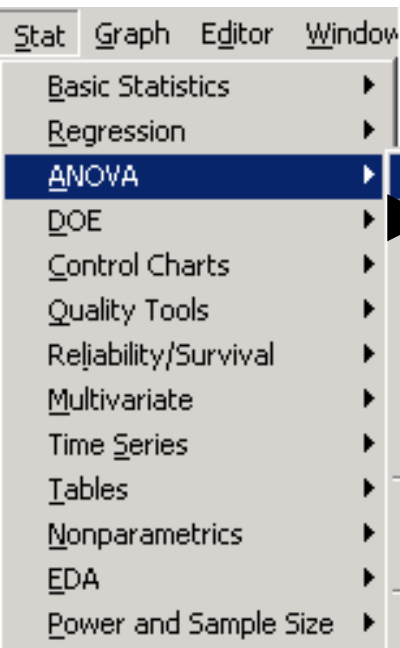 Stat Graph Editor Window
Basic Statistics
Regression
ANOVA
DOE
Control Charts
Quality Tools
Reliability/Survival
Multivariate
Time Series
Tables
Nonparametrics
EDA
Power and Sample Size